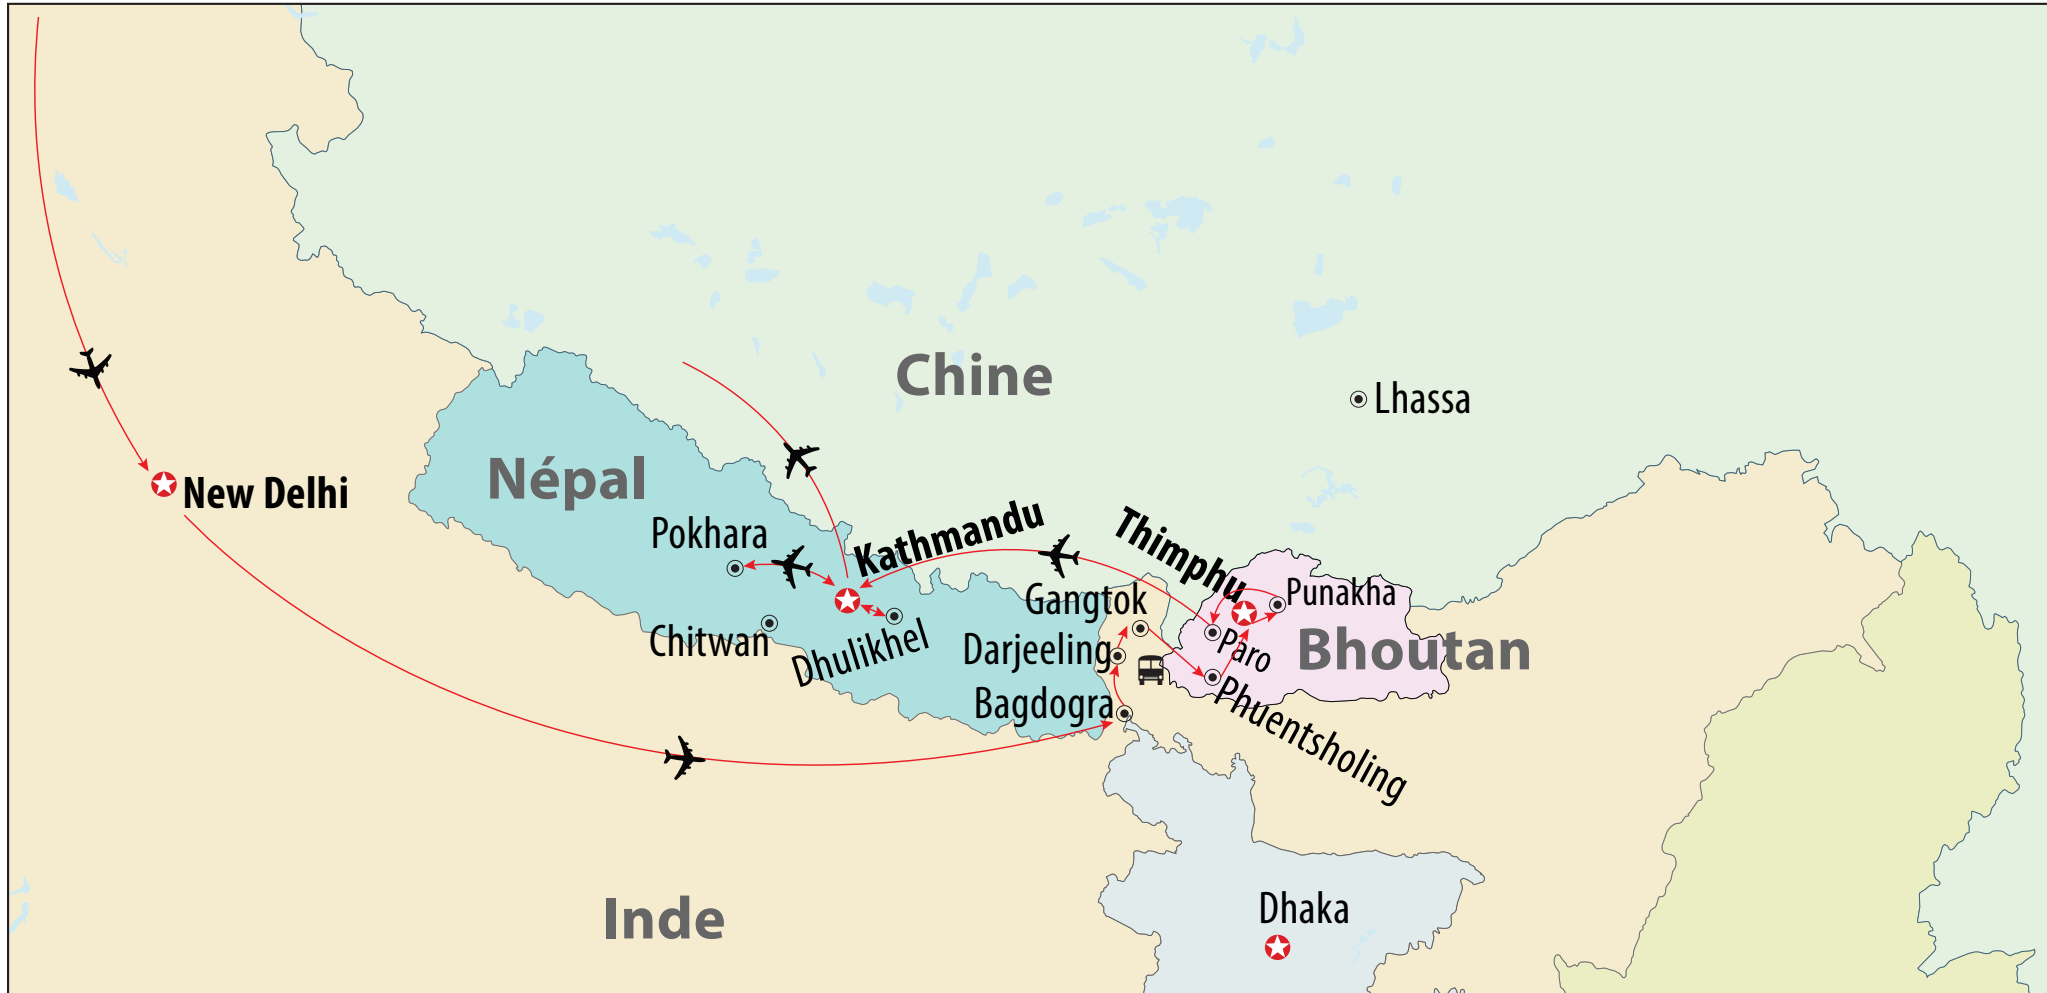 Chine
Lhassa
Népal
New Delhi
Pokhara
Kathmandu
Thimphu
Gangtok
Punakha
Chitwan
Dhulikhel
Darjeeling
Paro
Bhoutan
Bagdogra
Phuentsholing
Inde
Dhaka